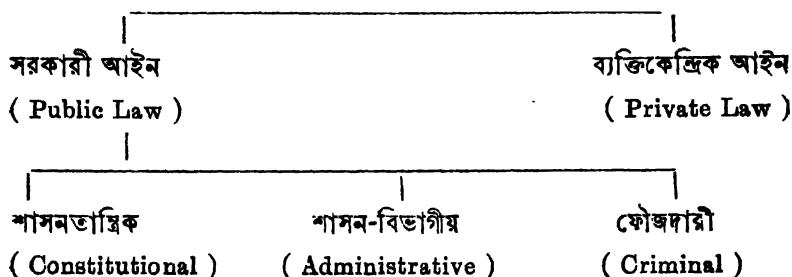 সরকারী আইন ব্যক্তিকেন্দ্রিক আইন
( Public Law ) ( Private Law )
শাসনতান্ত্রিক শাসন-বিভাগীয় ফৌজদারী
( Constitutional ) ( Administrative ) ( Criminal )